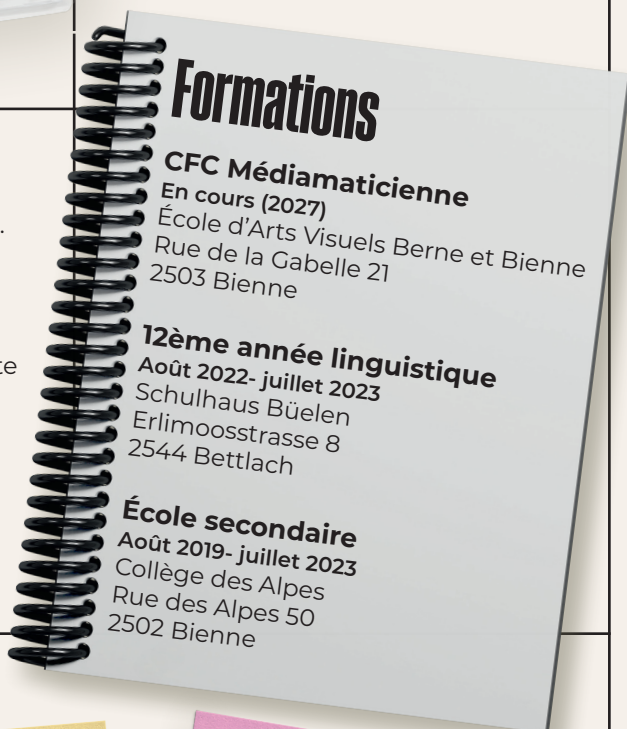 Formations
CFC Médiamaticienne
En cours (2027)
École d'Arts Visuels Berne et Bienne
Rue de la Gabelle 21
2503 Bienne
12ème année linguistique
Août 2022- juillet 2023
Schulhaus Büelen
Erlimoosstrasse 8
2544 Bettlach
École secondaire
Août 2019- juillet 2023
Collège des Alpes
Rue des Alpes 50
2502 Bienne